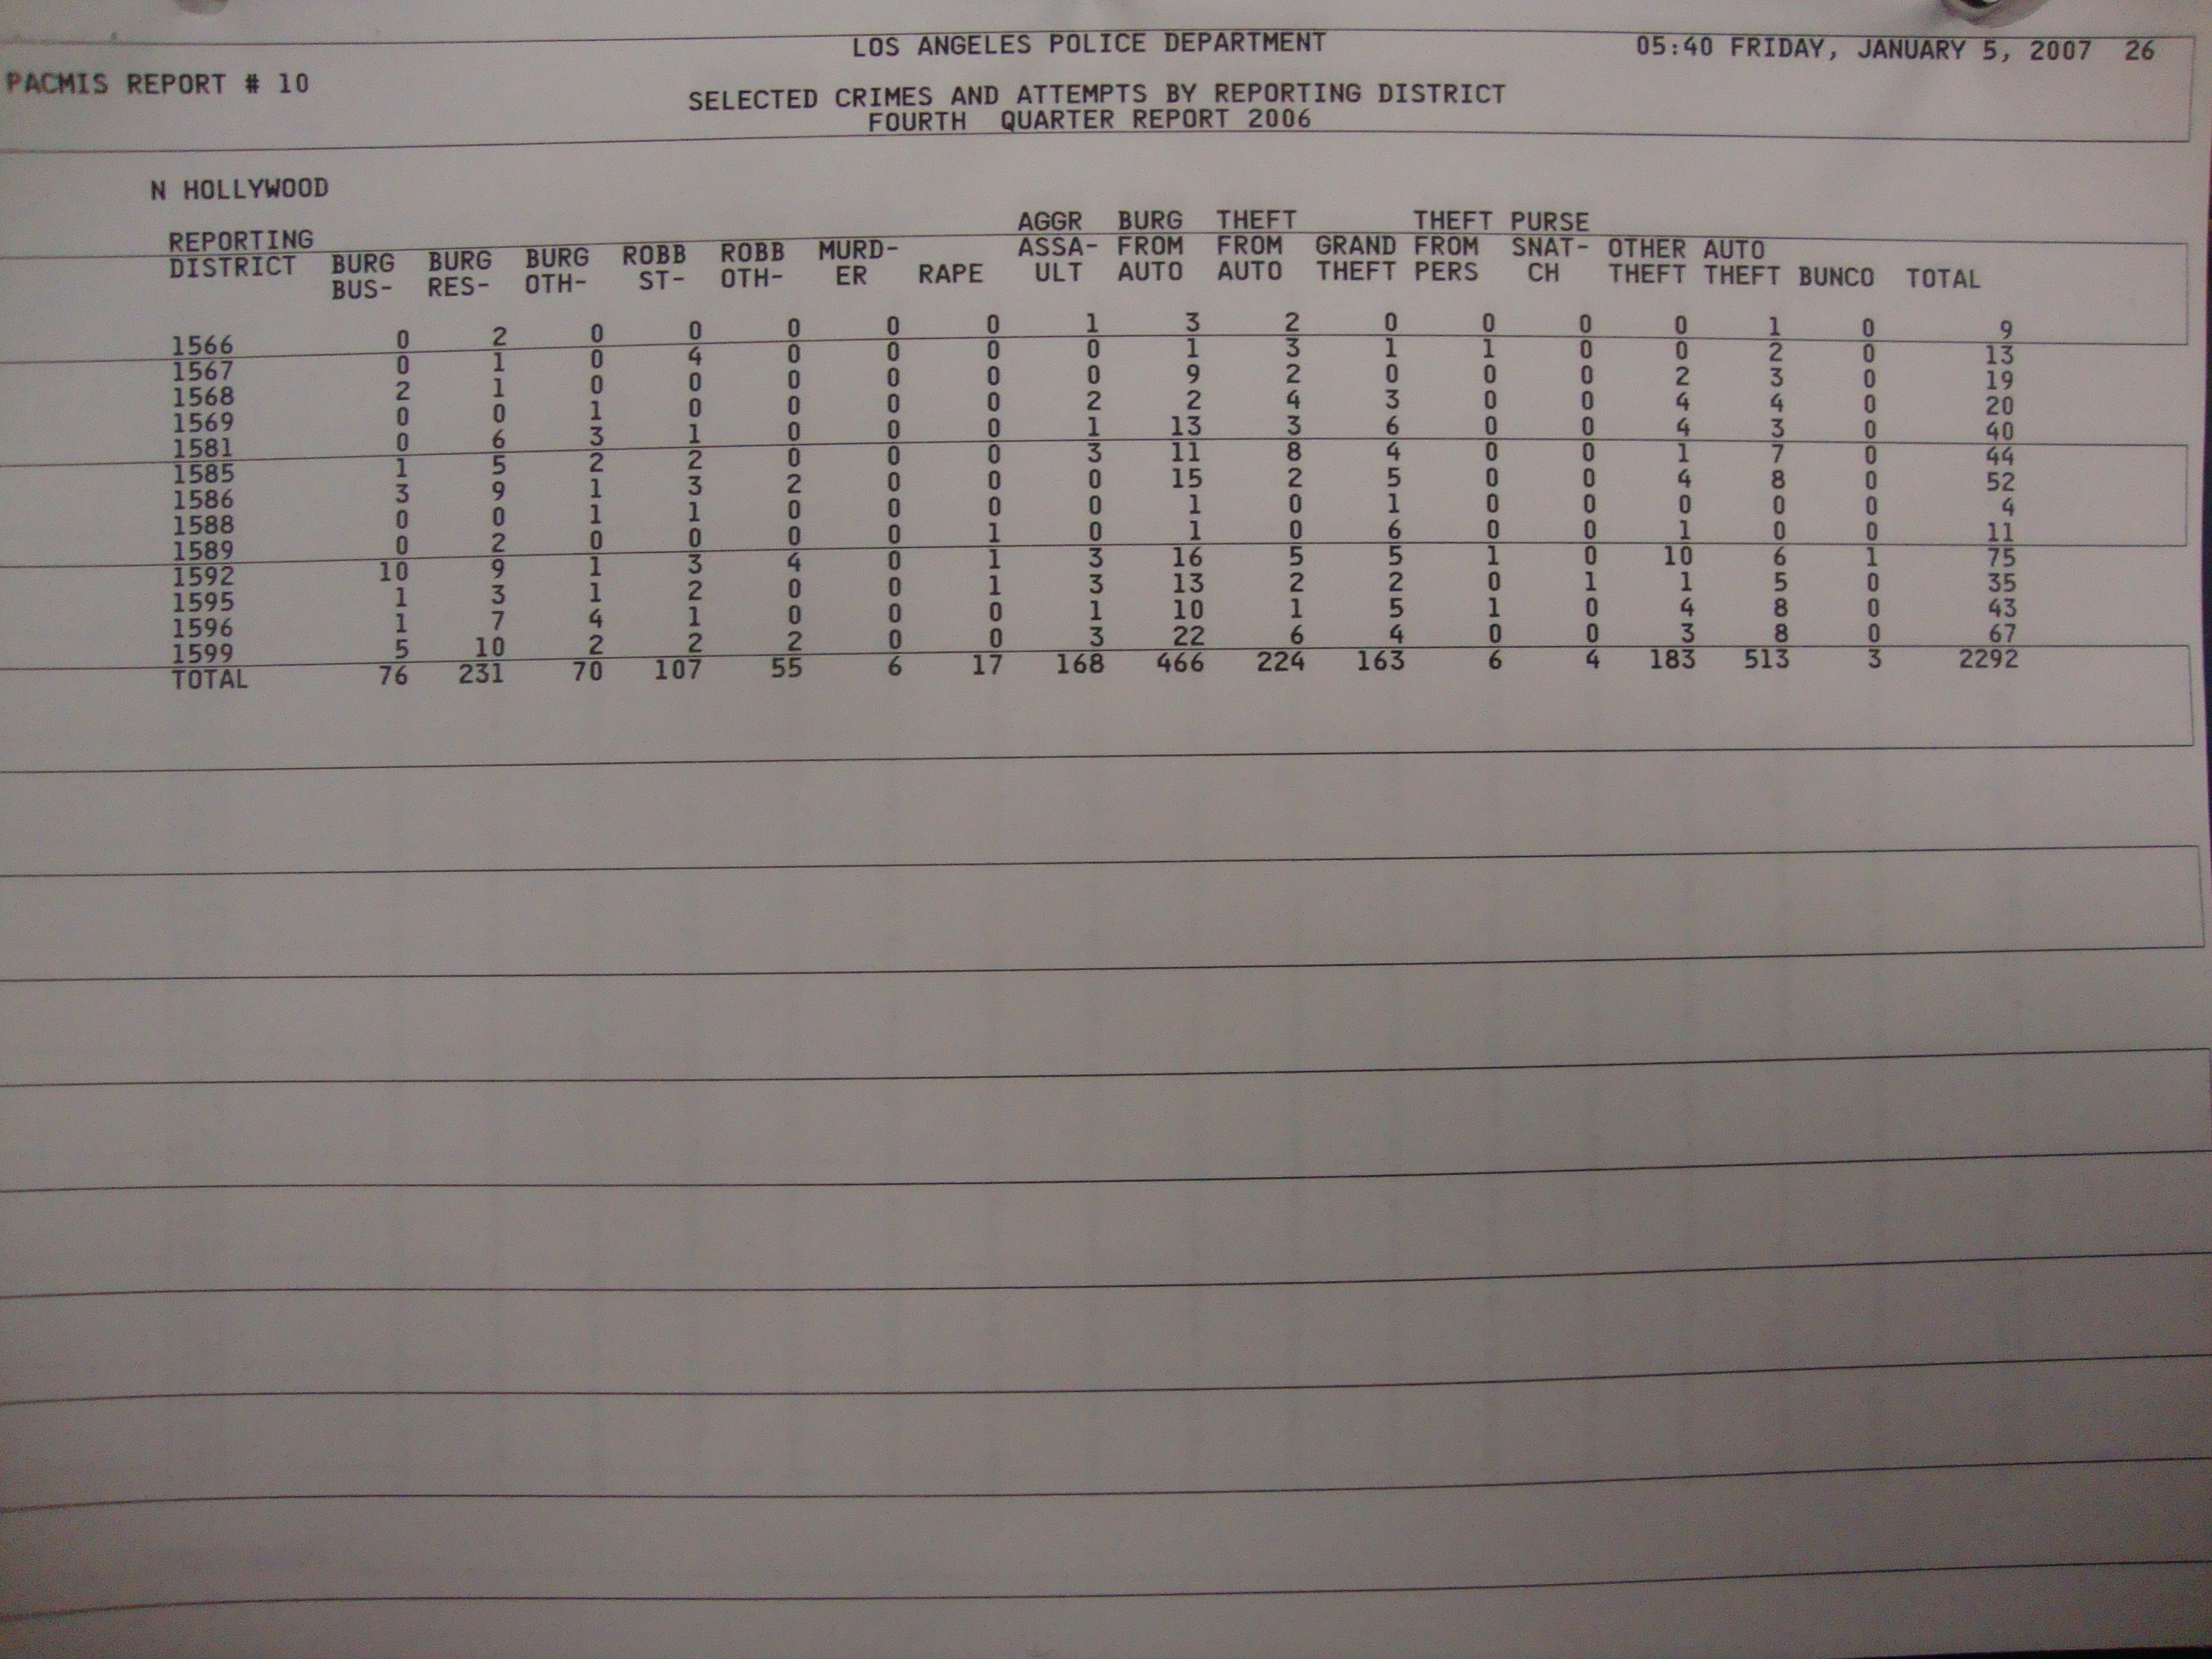 LOS ANGELES POLICE DEPARTMENT 05:40 FRIDAY, JANUARY 5, 2007 26
PACMIS REPORT # 10
SELECTED CRIMES AND ATTEMPTS BY REPORTING DISTRICT
FOURTH QUARTER REPORT 2006
N HOLLYWOOD
AGGR BURG THEFT THEFT PURSE
REPORTING BURG BURG BURG ROBB ROBB MURD- ASSA- FROM FROM GRAND FROM SNAT- OTHER AUTO
DISTRICT BUS- RES- OTH- ST- OTH- ER RAPE ULT AUTO AUTO THEFT PERS CH THEFT THEFT BUNCO TOTAL
1566 0 2 0 0 0 0 0 1 3 2 0 0 0 0 1 0 9
1567 0 1 0 4 0 0 0 0 1 3 1 1 0 0 2 0 13
1568 2 1 0 0 0 0 0 0 9 2 0 0 0 2 3 0 19
1569 0 0 1 0 0 0 0 2 2 4 3 0 0 4 4 0 20
1581 0 6 3 1 0 0 0 1 13 3 6 0 0 4 3 0 40
1585 1 5 2 2 0 0 0 3 11 8 4 0 0 1 7 0 44
1586 3 9 1 3 2 0 0 0 15 2 5 0 0 4 8 0 52
1588 0 0 1 1 0 0 0 0 1 0 1 0 0 0 0 0 4
1589 0 2 0 0 0 0 1 0 1 0 6 0 0 1 0 0 11
1592 10 9 1 3 4 0 1 3 16 5 5 1 0 10 6 1 75
1595 1 3 1 2 0 0 1 3 13 2 2 0 1 1 5 0 35
1596 1 7 4 1 0 0 0 1 10 1 5 1 0 4 8 0 43
1599 5 10 2 2 2 0 0 3 22 6 4 0 0 3 8 0 67
TOTAL 76 231 70 107 55 6 17 168 466 224 163 6 4 183 513 3 2292